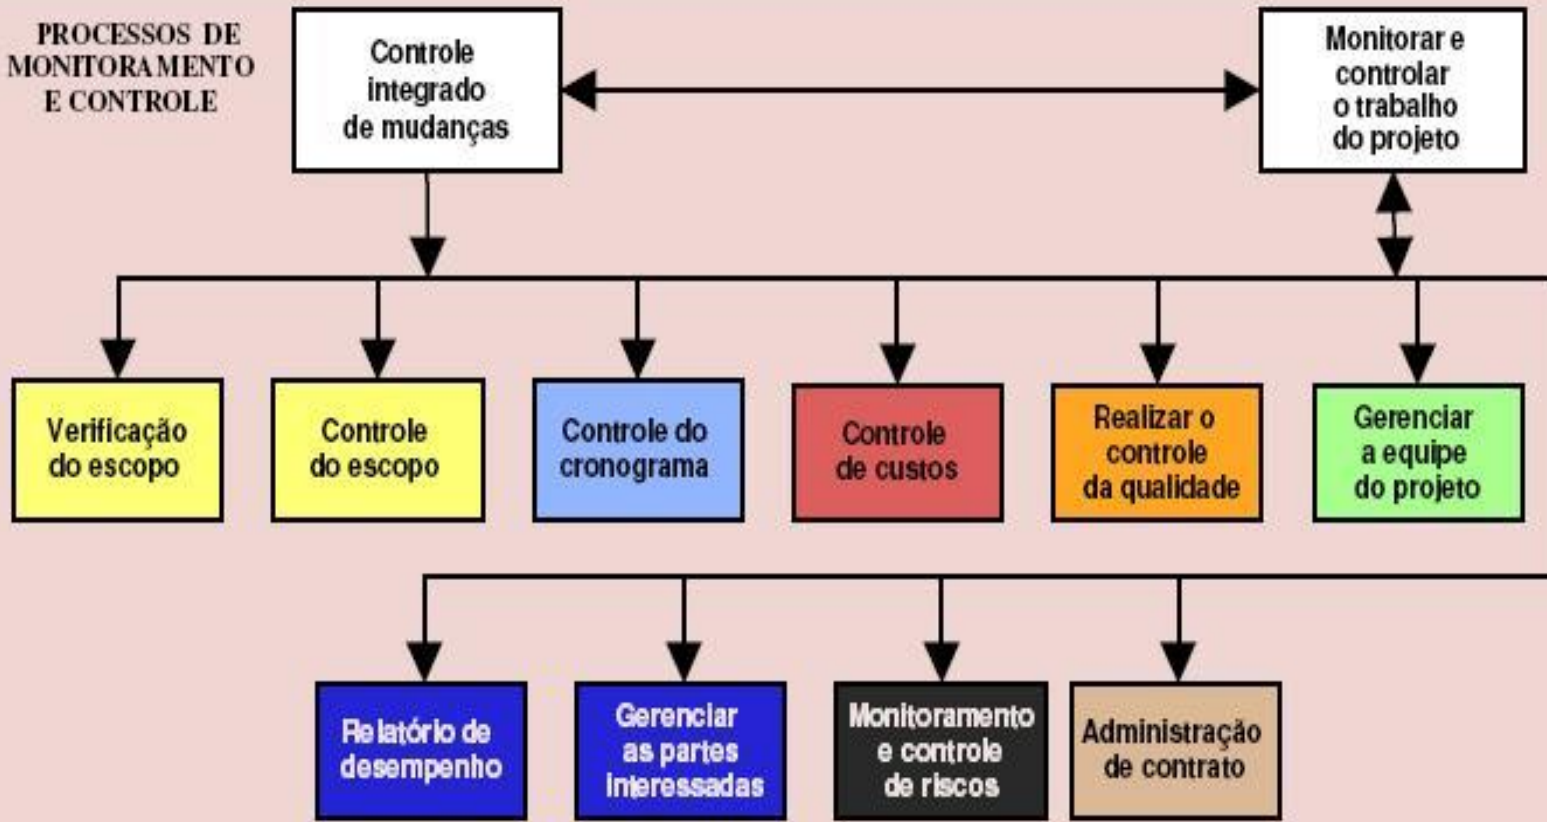 PROCESSOS DE
MONITORAMENTO
E CONTROLE
Controle
integrado
de mudanças
Monitorar e
controlar
o trabalho
do projeto
Verificação
do escopo
Controle
do escopo
Controle do
cronograma
Controle
de custos
Realizar o
controle
da qualidade
Gerenciar
a equipe
do projeto
Relatório de
desempenho
Gerenciar
as partes
interessadas
Monitoramento
e controle
de riscos
Administração
de contrato